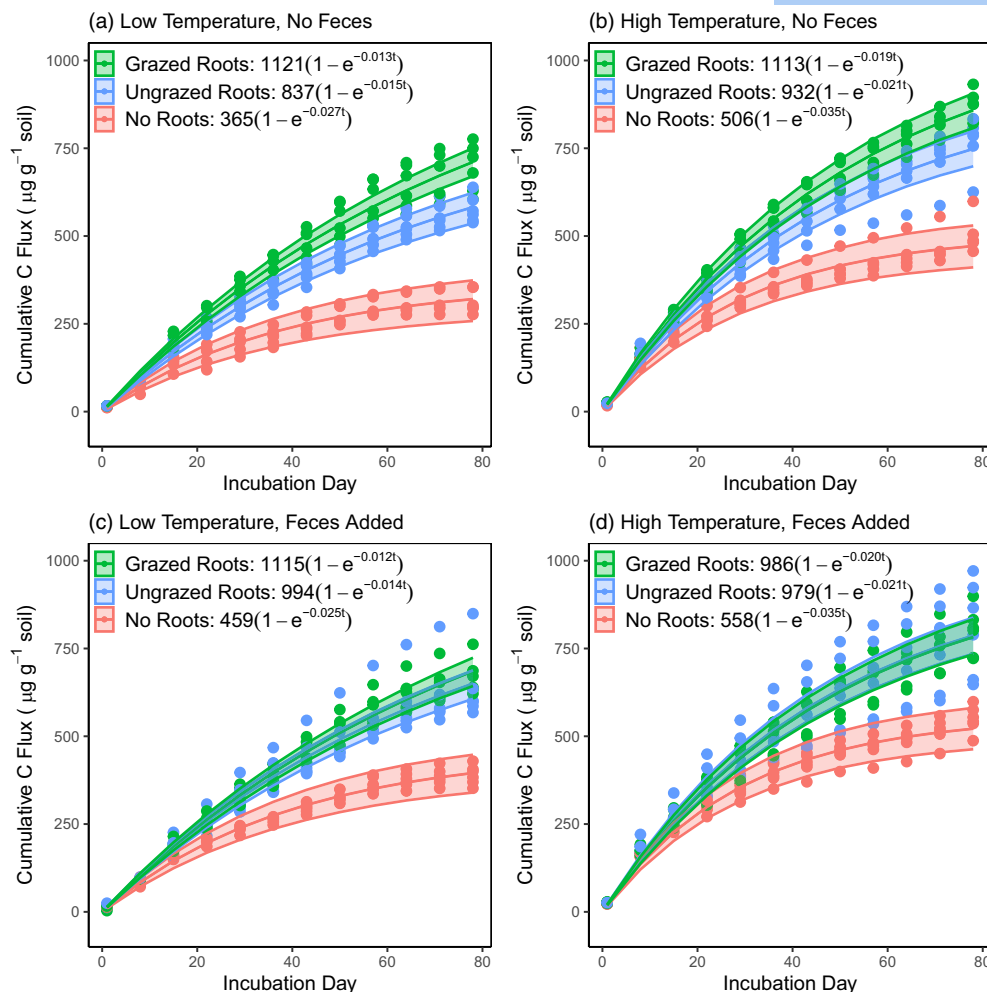 (a) Low Temperature, No Feces
1000
750
500
250
0
Cumulative C Flux ( μg g⁻¹ soil)
Grazed Roots: 1121(1−e^−0.013t)
Ungrazed Roots: 837(1−e^−0.015t)
No Roots: 365(1−e^−0.027t)
0 20 40 60 80
Incubation Day
(b) High Temperature, No Feces
1000
750
500
250
0
Cumulative C Flux ( μg g⁻¹ soil)
Grazed Roots: 1113(1−e^−0.019t)
Ungrazed Roots: 932(1−e^−0.021t)
No Roots: 506(1−e^−0.035t)
0 20 40 60 80
Incubation Day
(c) Low Temperature, Feces Added
1000
750
500
250
0
Cumulative C Flux ( μg g⁻¹ soil)
Grazed Roots: 1115(1−e^−0.012t)
Ungrazed Roots: 994(1−e^−0.014t)
No Roots: 459(1−e^−0.025t)
0 20 40 60 80
Incubation Day
(d) High Temperature, Feces Added
1000
750
500
250
0
Cumulative C Flux ( μg g⁻¹ soil)
Grazed Roots: 986(1−e^−0.020t)
Ungrazed Roots: 979(1−e^−0.021t)
No Roots: 558(1−e^−0.035t)
0 20 40 60 80
Incubation Day